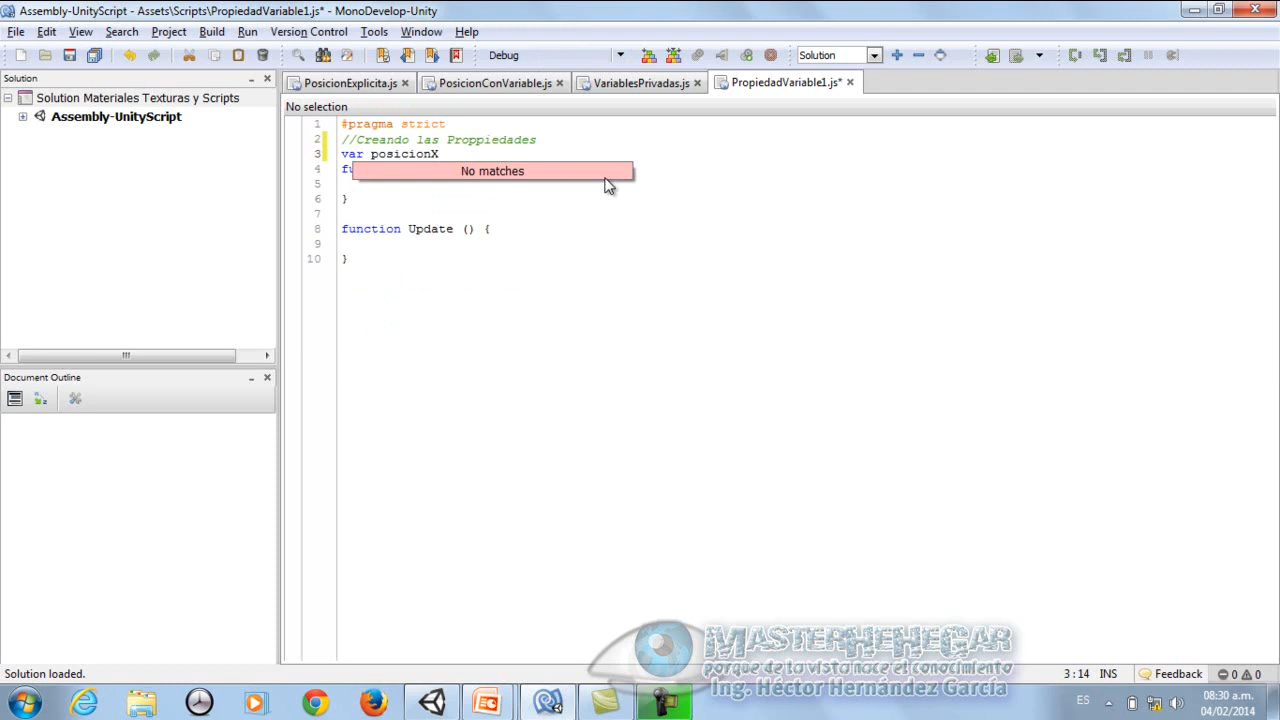 Assembly-UnityScript - Assets\Scripts\PropiedadVariable1.js* - MonoDevelop-Unity
File Edit View Search Project Build Run Version Control Tools Window Help
Debug Solution
Solution
Solution Materiales Texturas y Scripts
Assembly-UnityScript
Document Outline
PosicionExplicita.js PosicionConVariable.js VariablesPrivadas.js PropiedadVariable1.js*
No selection
1 #pragma strict
2 //Creando las Proppiedades
3 var posicionX
4 fu
No matches
5
6 }
7
8 function Update () {
9
10 }
MASTERHEHEGAR
porque de la vista nace el conocimiento
Ing. Héctor Hernández García
Solution loaded. 3:14 INS Feedback 0 0
ES 08:30 a.m.
04/02/2014